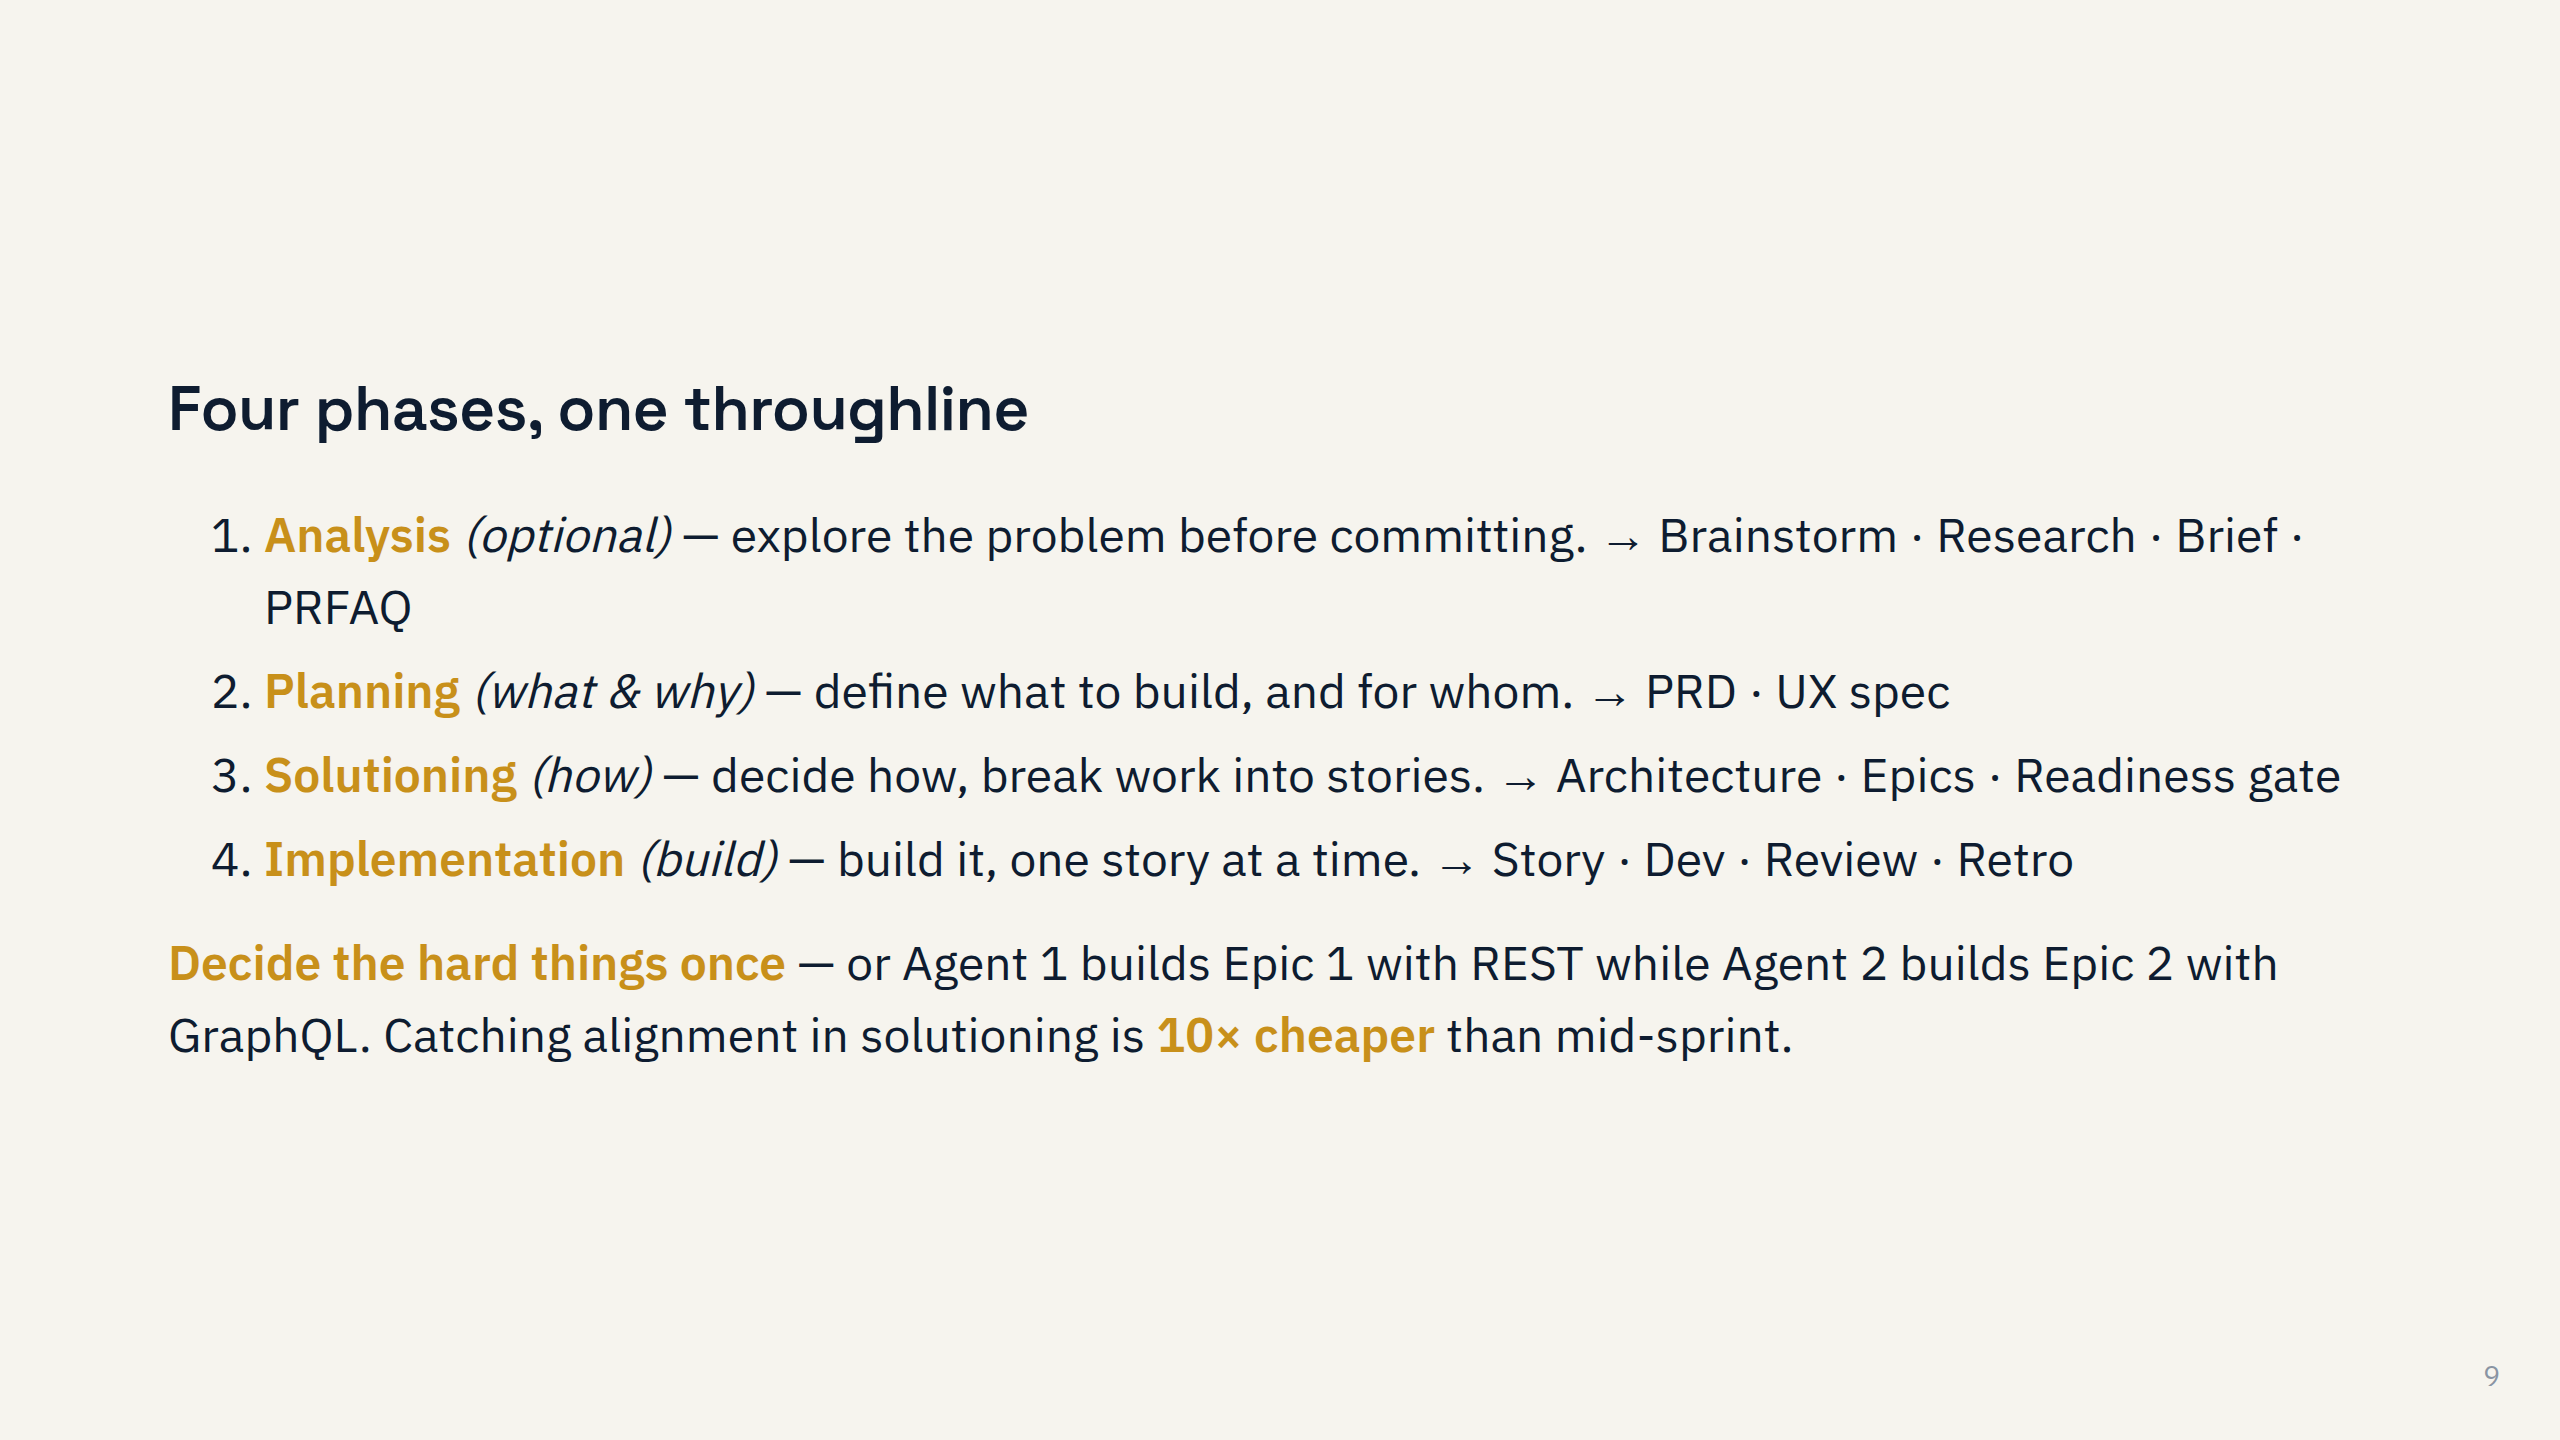 Four phases, one throughline
1. Analysis (optional) — explore the problem before committing. → Brainstorm · Research · Brief ·
PRFAQ
2. Planning (what & why) — define what to build, and for whom. → PRD · UX spec
3. Solutioning (how) — decide how, break work into stories. → Architecture · Epics · Readiness gate
4. Implementation (build) — build it, one story at a time. → Story · Dev · Review · Retro
Decide the hard things once — or Agent 1 builds Epic 1 with REST while Agent 2 builds Epic 2 with
GraphQL. Catching alignment in solutioning is 10× cheaper than mid-sprint.
9